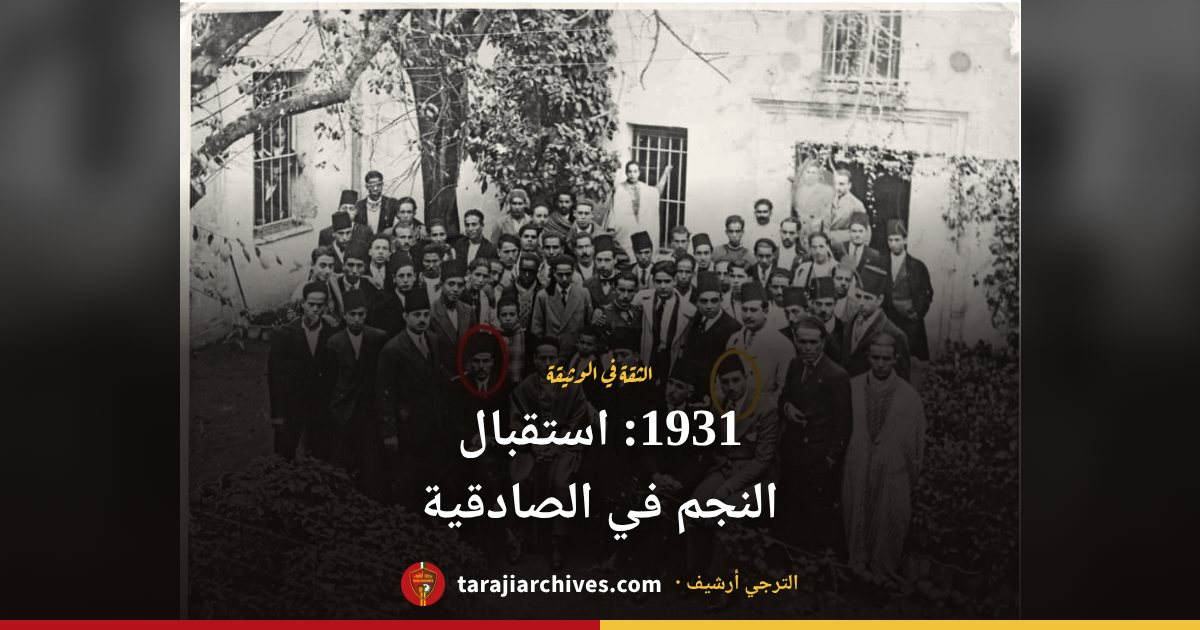 الثقة في الوثيقة
1931: استقبال
النجم في الصادقية
الترجي أرشيف · tarajiarchives.com